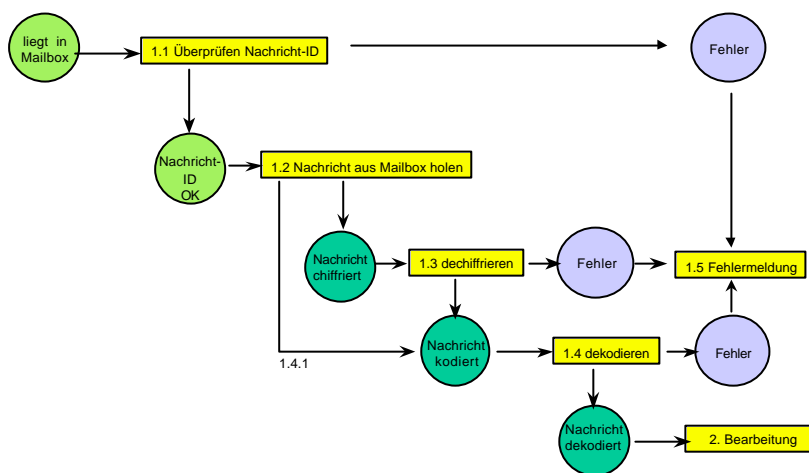 liegt in
Mailbox
1.1 Überprüfen Nachricht-ID
Fehler
Nachricht-
ID
OK
1.2 Nachricht aus Mailbox holen
Nachricht
chiffriert
1.3 dechiffrieren
Fehler
1.5 Fehlermeldung
Nachricht
kodiert
1.4.1
1.4 dekodieren
Fehler
Nachricht
dekodiert
2. Bearbeitung